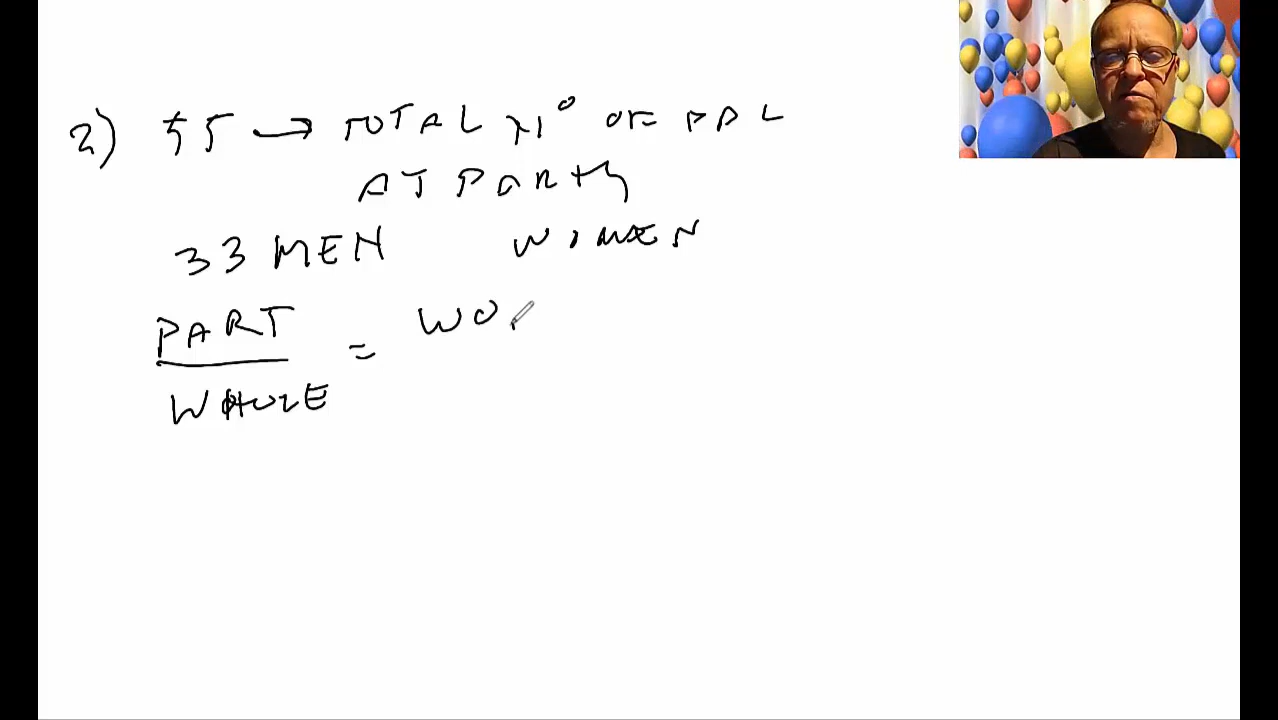 2) 55 → TOTAL N° OF PPL
AT PARTY
33 MEN WOMEN
PART = WO
WHOLE